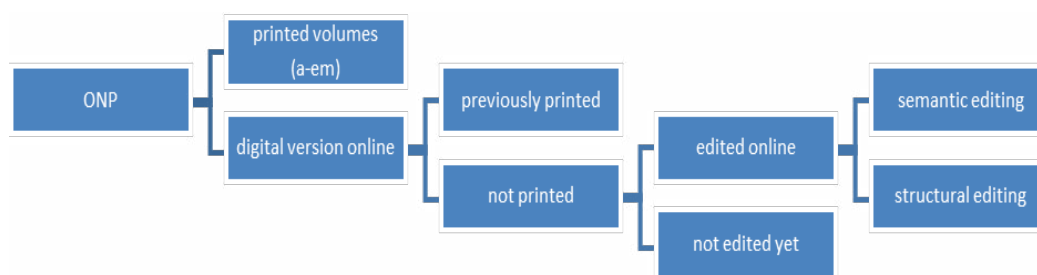 ONP
printed volumes
(a-em)
digital version online
previously printed
not printed
edited online
not edited yet
semantic editing
structural editing